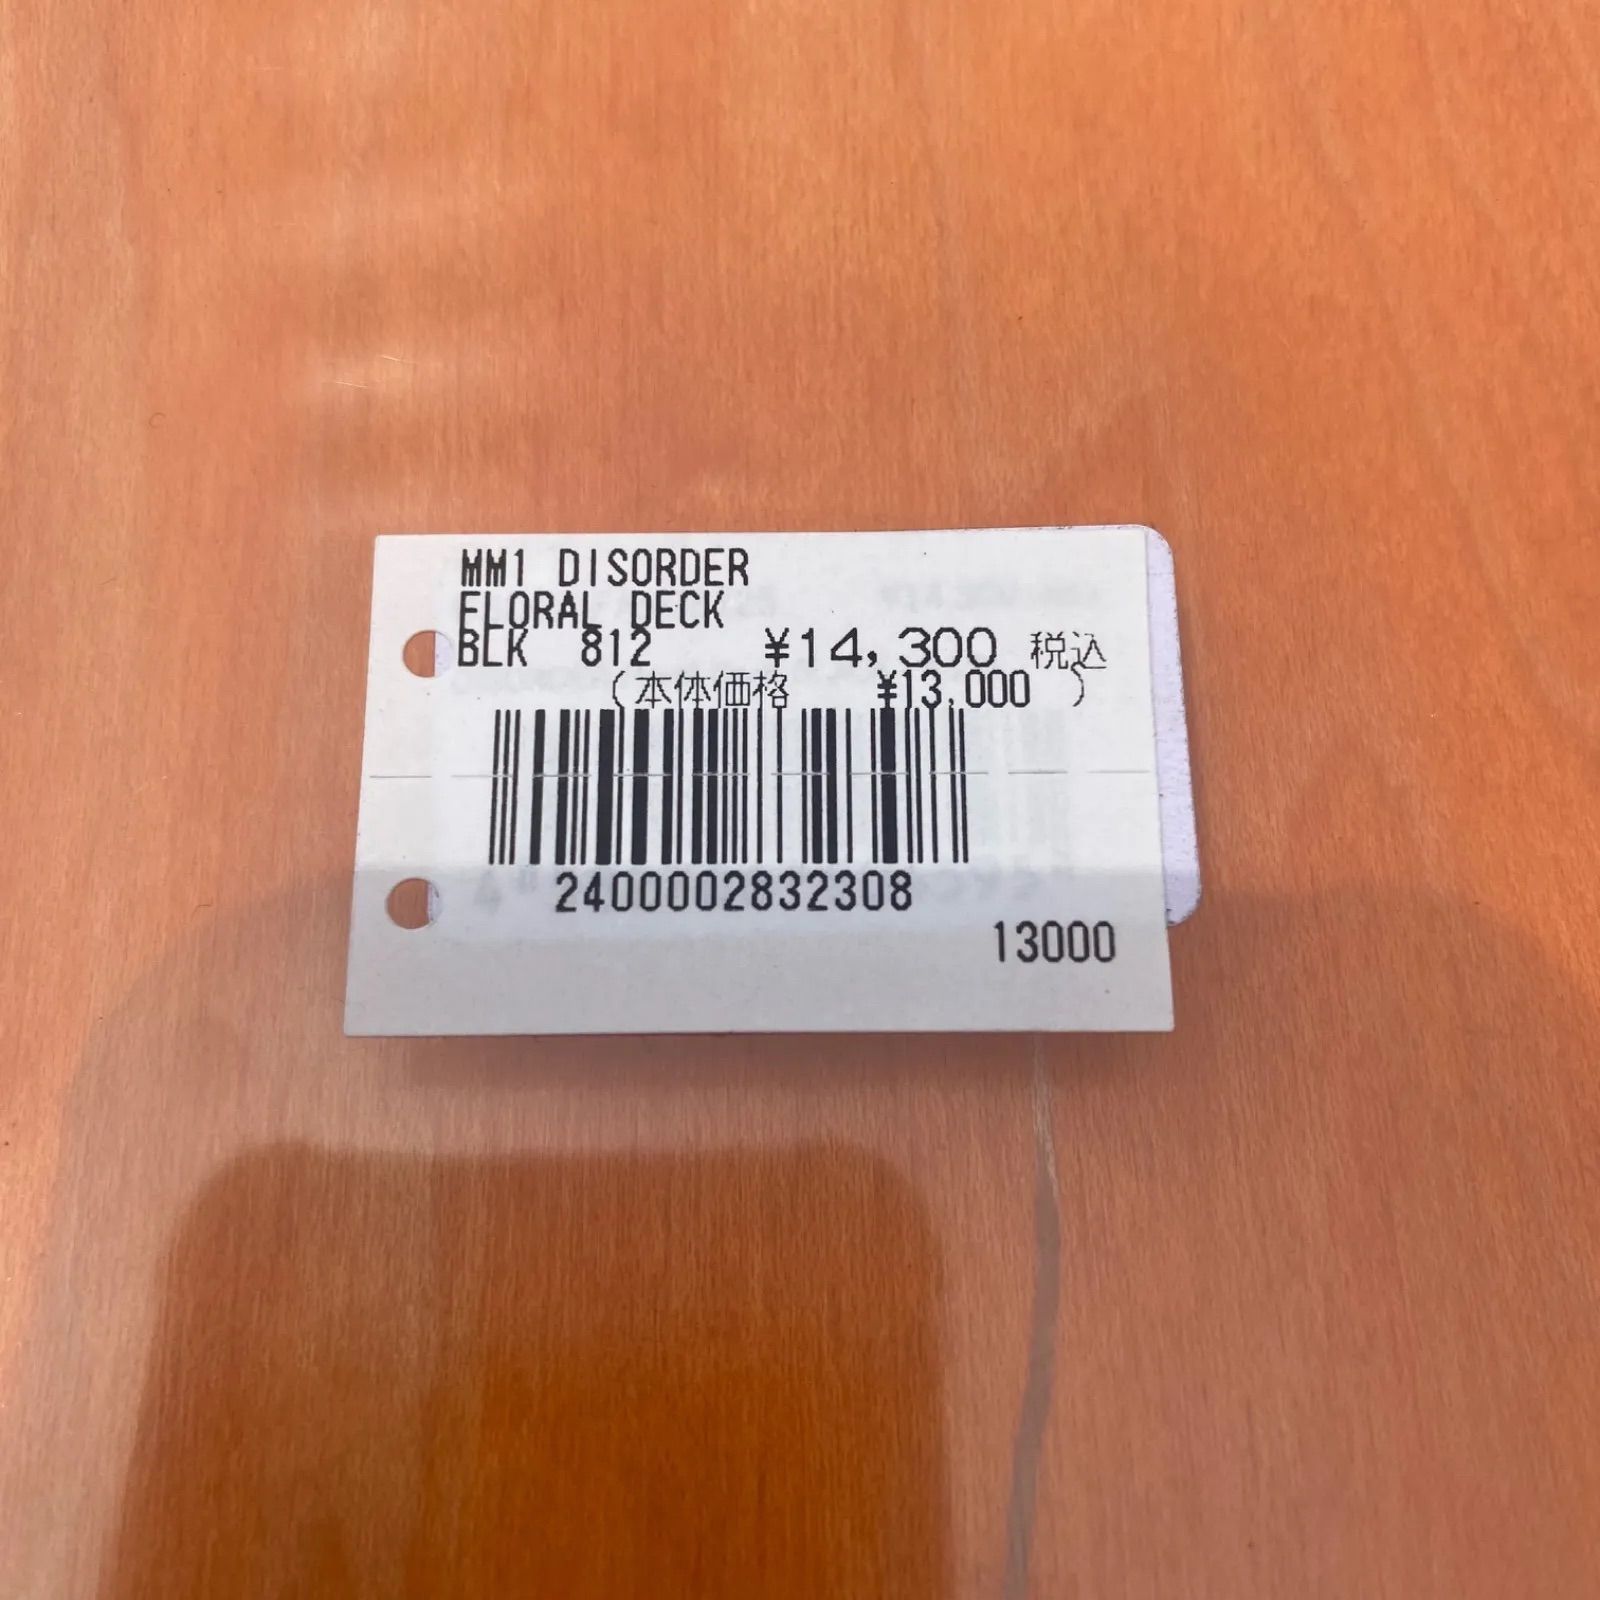 MM1 DISORDER
FLORAL DECK
BLK 812 ¥14,300 税込
(本体価格 ¥13,000 )
2400002832308
13000